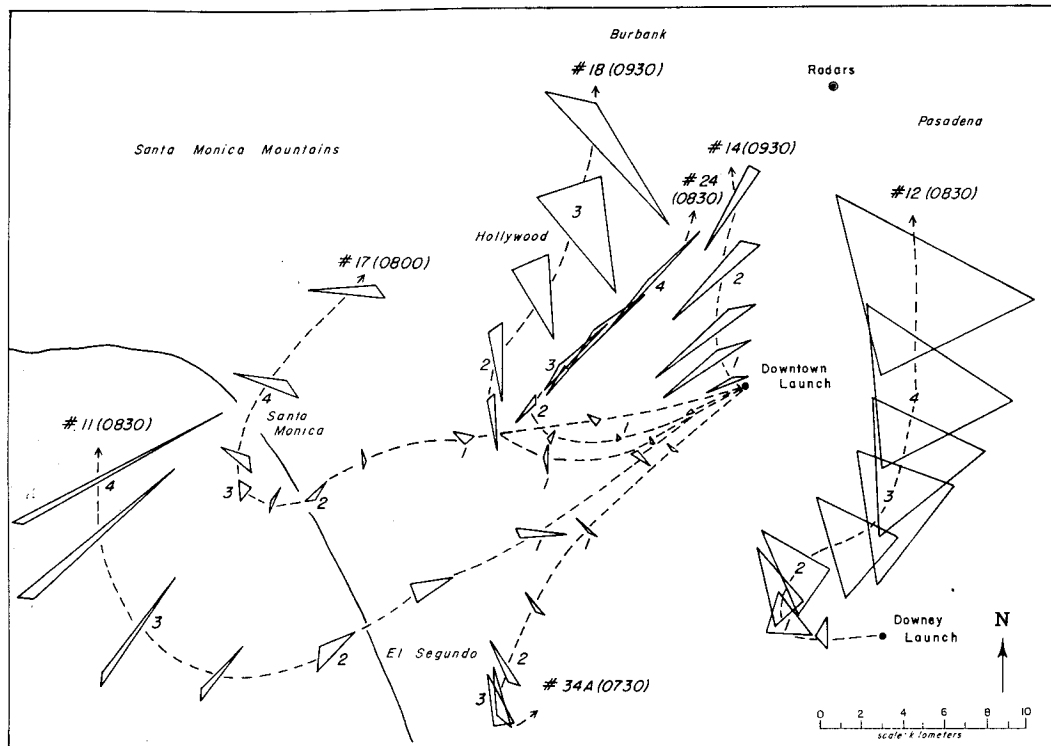 Burbank
# 18 (0930)
Radars
Pasadena
Santa Monica Mountains
# 14 (0930)
# 24
(0830)
# 12 (0830)
3
Hollywood
# 17 (0800)
2
4
2
3
4
Downtown
Launch
4
2
Santa
Monica
# 11 (0830)
4
3
2
3
2
3
2
El Segundo
2
3
# 34A (0730)
Downey
Launch
N
0 2 4 6 8 10
scale: kilometers